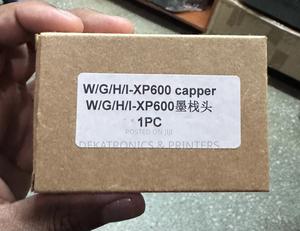 W/G/H/I-XP600 capper
W/G/H/I-XP600墨栈头
1PC
POSTED ON JIJI
DEKATRONICS & PRINTERS